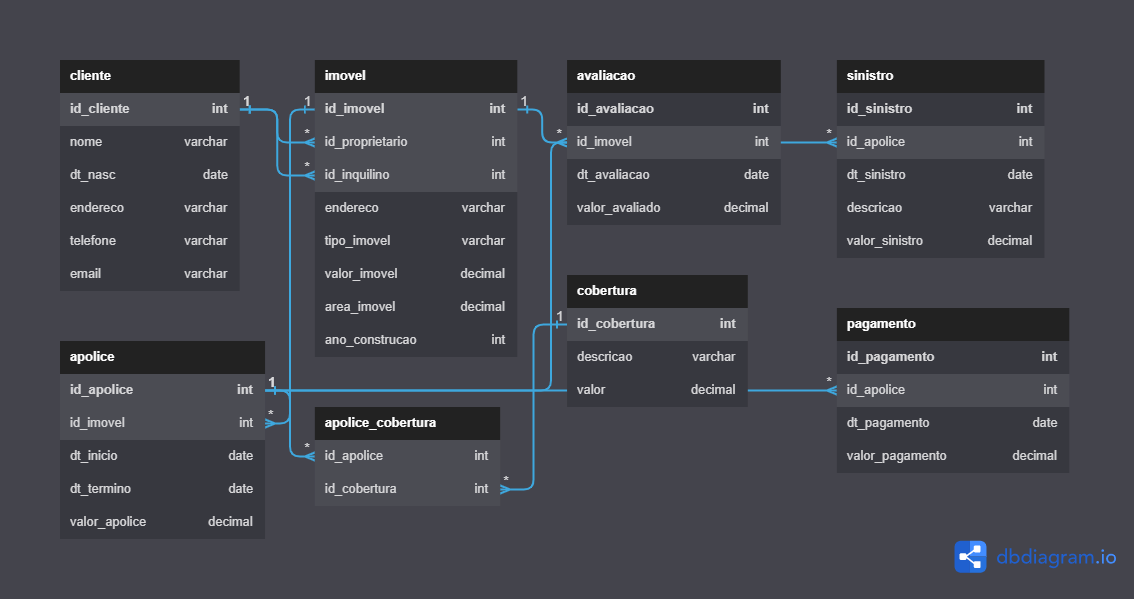 cliente
id_cliente int
nome varchar
dt_nasc date
endereco varchar
telefone varchar
email varchar
1
imovel
id_imovel int
id_proprietario int
id_inquilino int
endereco varchar
tipo_imovel varchar
valor_imovel decimal
area_imovel decimal
ano_construcao int
1
*
*
1
avaliacao
id_avaliacao int
id_imovel int
dt_avaliacao date
valor_avaliado decimal
*
sinistro
id_sinistro int
id_apolice int
dt_sinistro date
descricao varchar
valor_sinistro decimal
*
apolice
id_apolice int
id_imovel int
dt_inicio date
dt_termino date
valor_apolice decimal
1
*
apolice_cobertura
id_apolice int
id_cobertura int
*
*
cobertura
id_cobertura int
descricao varchar
valor decimal
1
pagamento
id_pagamento int
id_apolice int
dt_pagamento date
valor_pagamento decimal
*
dbdiagram.io